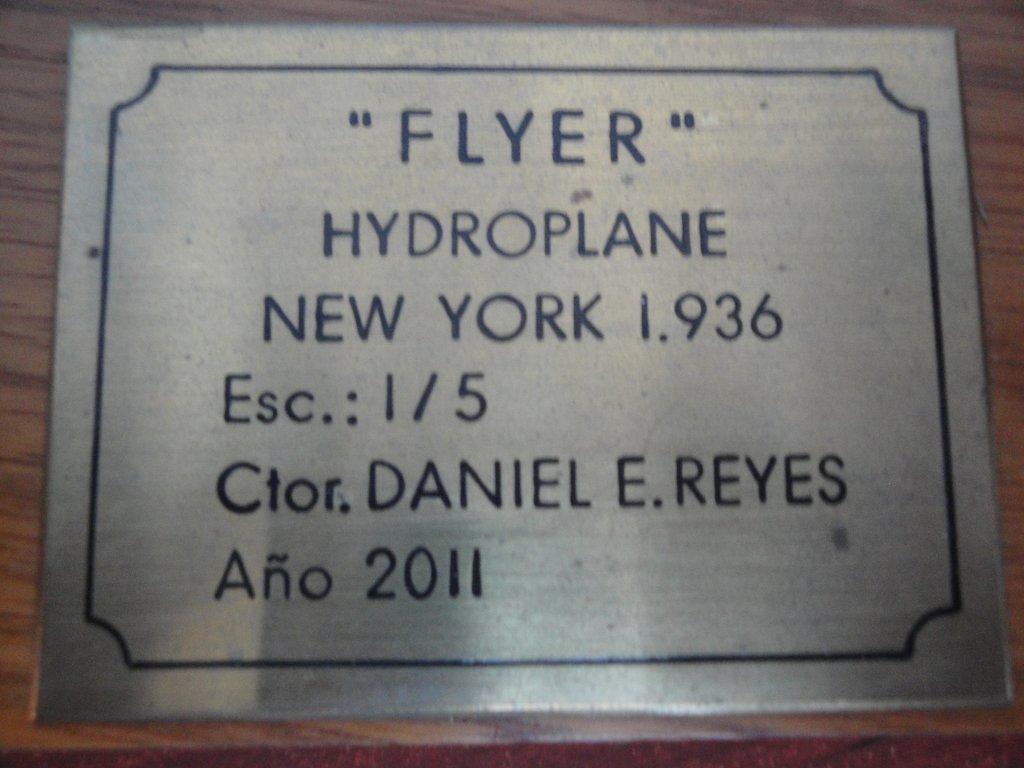 "FLYER"
HYDROPLANE
NEW YORK 1.936
Esc.: 1/5
Ctor. DANIEL E. REYES
Año 2011